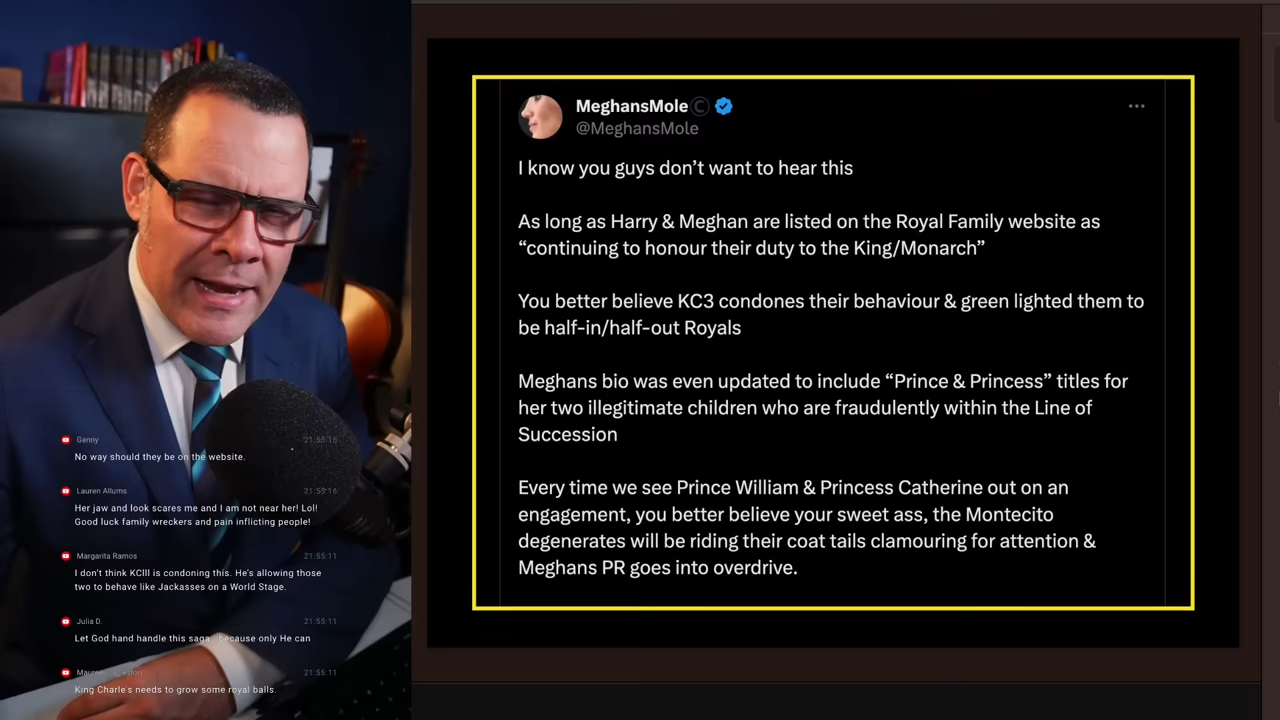 MeghansMole
@MeghansMole
I know you guys don’t want to hear this
As long as Harry & Meghan are listed on the Royal Family website as
“continuing to honour their duty to the King/Monarch”
You better believe KC3 condones their behaviour & green lighted them to
be half-in/half-out Royals
Meghans bio was even updated to include “Prince & Princess” titles for
her two illegitimate children who are fraudulently within the Line of
Succession
Every time we see Prince William & Princess Catherine out on an
engagement, you better believe your sweet ass, the Montecito
degenerates will be riding their coat tails clamouring for attention &
Meghans PR goes into overdrive.
Genny 21:55:16
No way should they be on the website.
Lauren Allums 21:55:16
Her jaw and look scares me and I am not near her! Lol!
Good luck family wreckers and pain inflicting people!
Margarita Ramos 21:55:11
I don't think KCIII is condoning this. He's allowing those
two to behave like Jackasses on a World Stage.
Julia D. 21:55:11
Let God hand handle this saga because only He can
21:55:11
King Charle's needs to grow some royal balls.